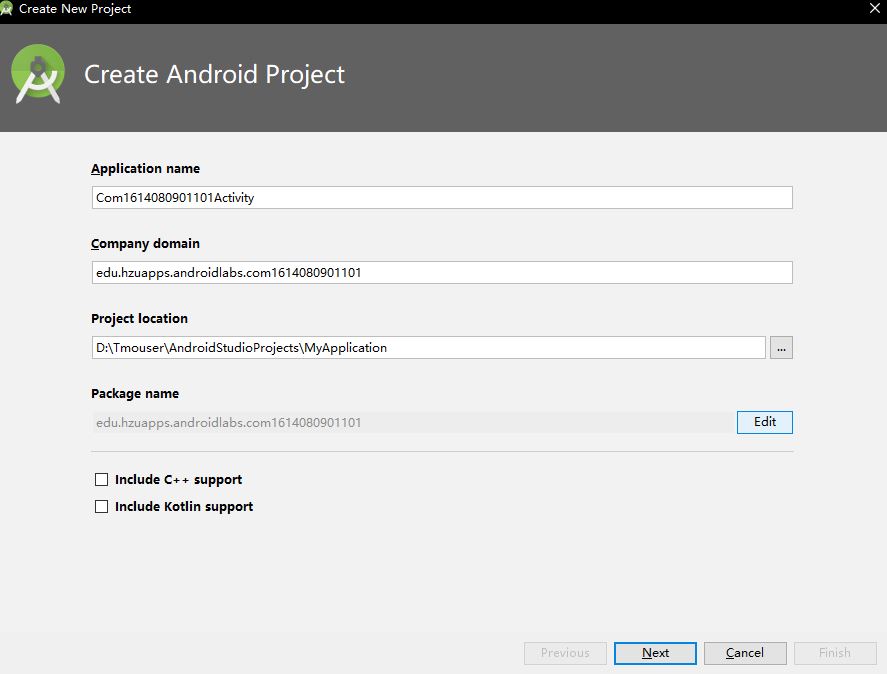 Create New Project
Create Android Project
Application name
Com1614080901101Activity
Company domain
edu.hzuapps.androidlabs.com1614080901101
Project location
D:\Tmouser\AndroidStudioProjects\MyApplication
...
Package name
edu.hzuapps.androidlabs.com1614080901101
Edit
Include C++ support
Include Kotlin support
Previous Next Cancel Finish